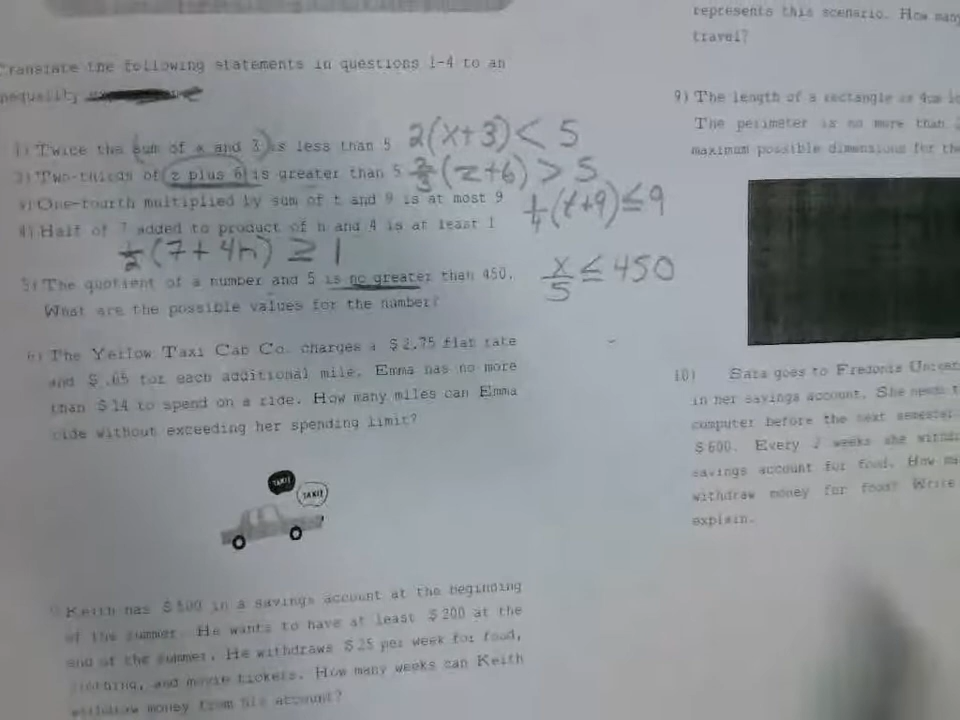 Translate the following statements in questions 1-4 to an
inequality
1) Twice the sum of x and 3 is less than 5 2(x+3) < 5
3) Two-thirds of z plus 6 is greater than 5 2/3 (z+6) > 5
One-fourth multiplied by sum of t and 9 is at most 9 1/4 (t+9) ≤ 9
4) Half of 7 added to product of h and 4 is at least 1
1/2 (7+4h) ≥ 1
5) The quotient of a number and 5 is no greater than 450. x/5 ≤ 450
What are the possible values for the number?
6) The Yellow Taxi Cab Co. charges a $2.75 flat rate
and $.65 for each additional mile. Emma has no more
than $14 to spend on a ride. How many miles can Emma
ride without exceeding her spending limit?
TAXI!
TAXI!
Keith has $500 in a savings account at the beginning
of the summer. He wants to have at least $200 at the
end of the summer. He withdraws $25 per week for food,
clothing, and movie tickets. How many weeks can Keith
withdraw money from his account?
represents this scenario. How many
travel?
9) The length of a rectangle is 4cm
The perimeter is no more than
maximum possible dimensions for the
10) Sara goes to Fredonia
in her savings account. She needs
computer before the next semester
$600. Every 2 weeks she
savings account for food. How
withdraw money for food? Write
explain.